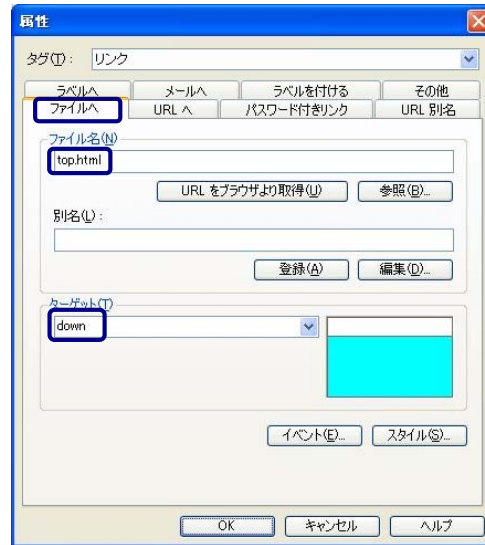 属性
タグ(T): リンク
ラベルへ メールへ ラベルを付ける その他
ファイルへ URL へ パスワード付きリンク URL 別名
ファイル名(N)
top.html
URL をブラウザより取得(U) 参照(B)...
別名(L):
登録(A) 編集(D)...
ターゲット(T)
down
イベント(E)... スタイル(S)...
OK キャンセル ヘルプ